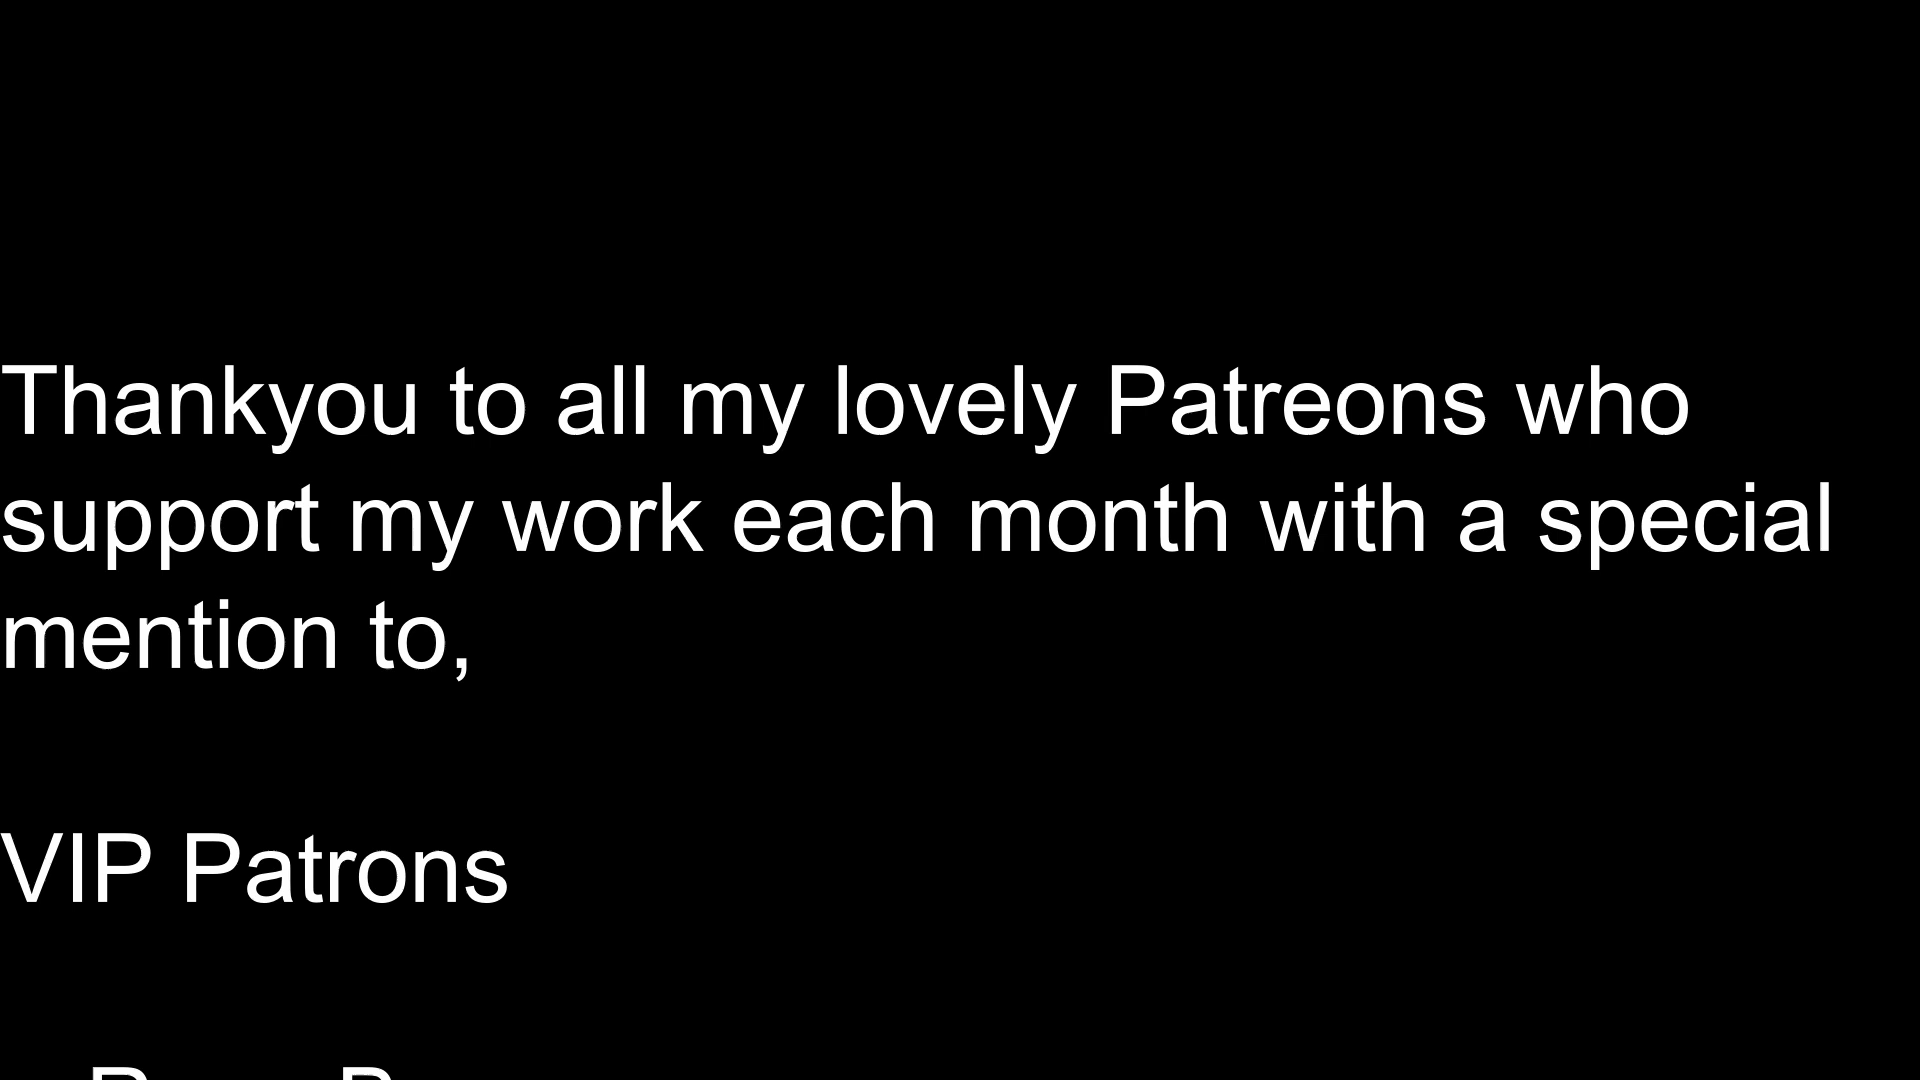 Thankyou to all my lovely Patreons who
support my work each month with a special
mention to,
VIP Patrons